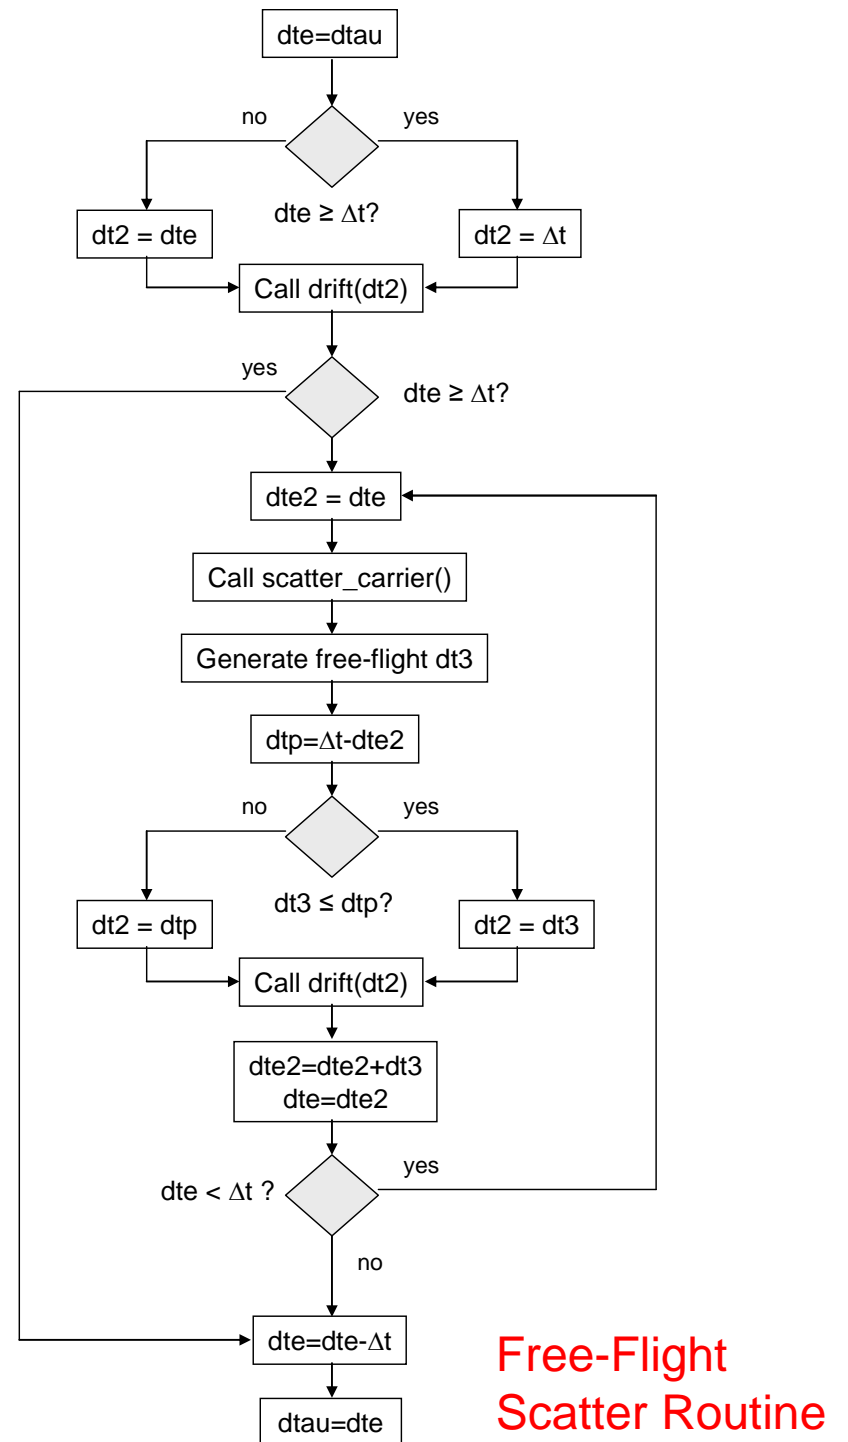 dte=dtau
no
yes
dte ≥ Δt?
dt2 = dte
dt2 = Δt
Call drift(dt2)
yes
dte ≥ Δt?
dte2 = dte
Call scatter_carrier()
Generate free-flight dt3
dtp=Δt-dte2
no
yes
dt3 ≤ dtp?
dt2 = dtp
dt2 = dt3
Call drift(dt2)
dte2=dte2+dt3
dte=dte2
yes
dte < Δt ?
no
dte=dte-Δt
dtau=dte
Free-Flight
Scatter Routine